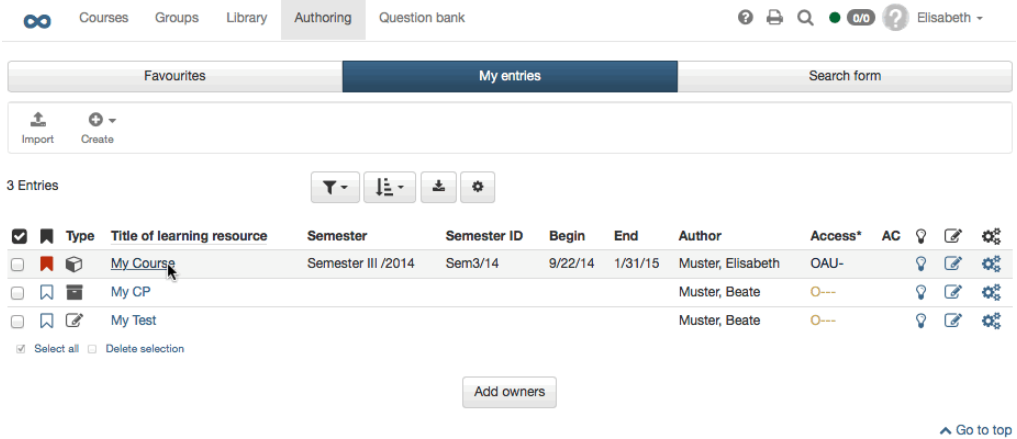 Courses Groups Library Authoring Question bank 0/0 Elisabeth
Favourites My entries Search form
Import Create
3 Entries
Type Title of learning resource Semester Semester ID Begin End Author Access* AC
My Course Semester III /2014 Sem3/14 9/22/14 1/31/15 Muster, Elisabeth OAU-
My CP Muster, Beate O---
My Test Muster, Beate O---
Select all Delete selection
Add owners
Go to top